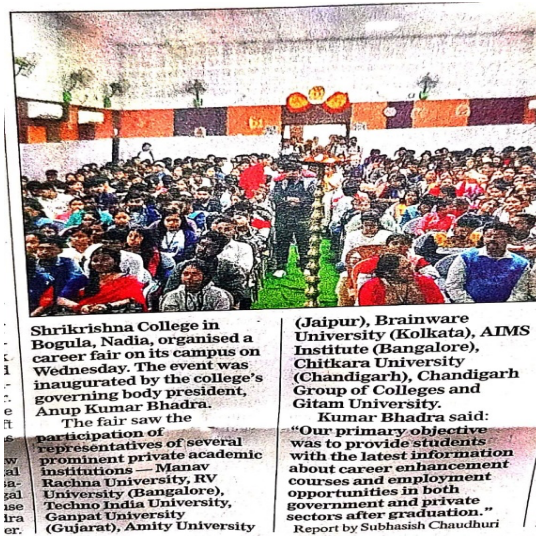 Shrikrishna College in
Bogula, Nadia, organised a
career fair on its campus on
Wednesday. The event was
inaugurated by the college's
governing body president,
Anup Kumar Bhadra.
The fair saw the
participation of
representatives of several
prominent private academic
institutions — Manav
Rachna University, RV
University (Bangalore),
Techno India University,
Ganpat University
(Gujarat), Amity University
(Jaipur), Brainware
University (Kolkata), AIMS
Institute (Bangalore),
Chitkara University
(Chandigarh), Chandigarh
Group of Colleges and
Gitam University.
Kumar Bhadra said:
"Our primary objective
was to provide students
with the latest information
about career enhancement
courses and employment
opportunities in both
government and private
sectors after graduation."
Report by Subhasish Chaudhuri